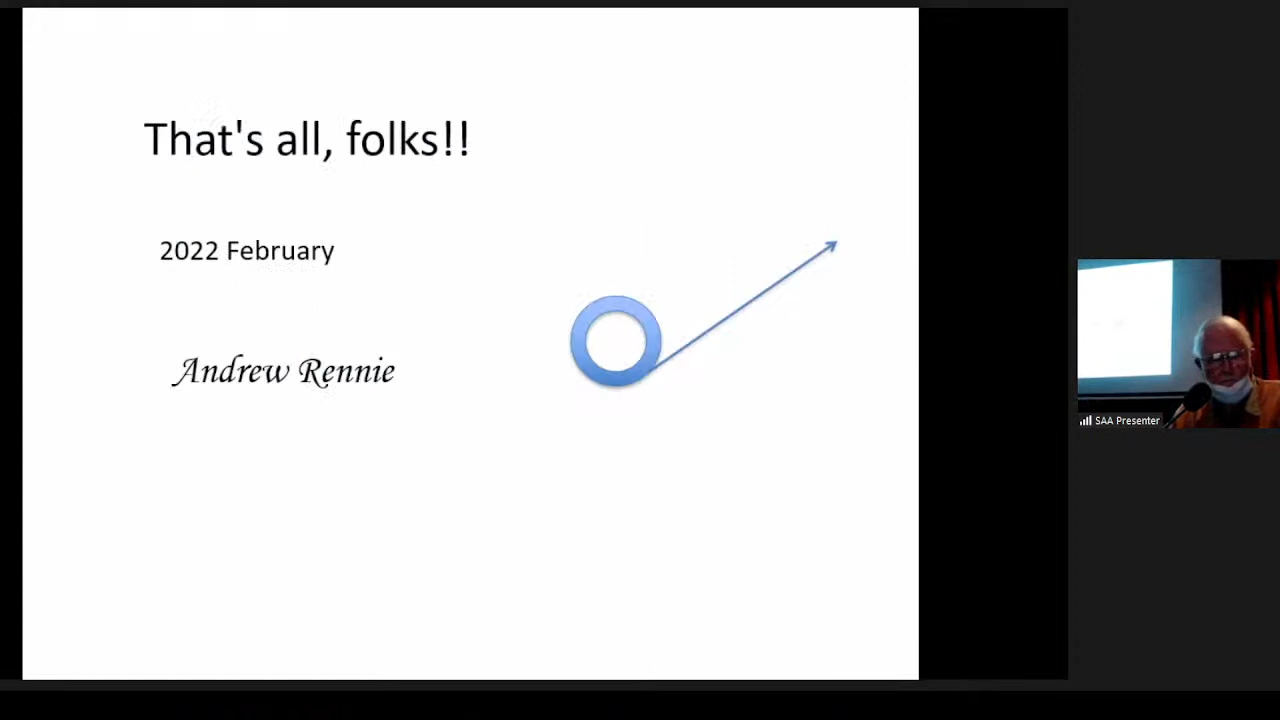 That's all, folks!!
2022 February
Andrew Rennie
SAA Presenter